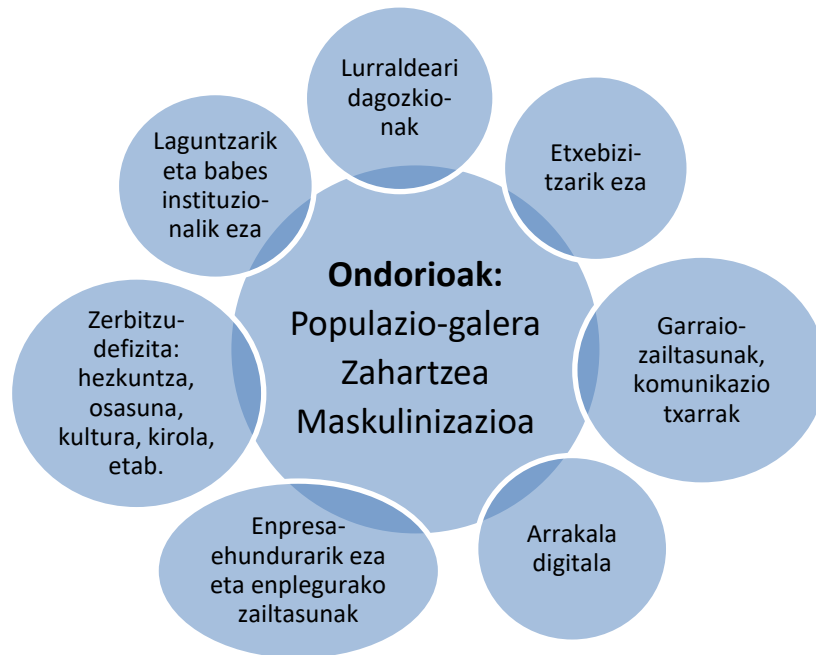 Lurraldeari
dagozkio-
nak
Etxebizi-
tzarik eza
Garraio-
zailtasunak,
komunikazio
txarrak
Arrakala
digitala
Enpresa-
ehundurarik eza
eta enplegurako
zailtasunak
Zerbitzu-
defizita:
hezkuntza,
osasuna,
kultura, kirola,
etab.
Laguntzarik
eta babes
instituzio-
nalik eza
Ondorioak:
Populazio-galera
Zahartzea
Maskulinizazioa